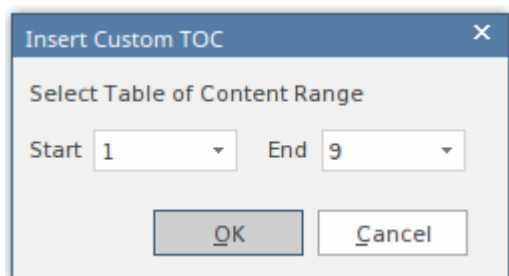 Insert Custom TOC
Select Table of Content Range
Start 1 End 9
OK Cancel